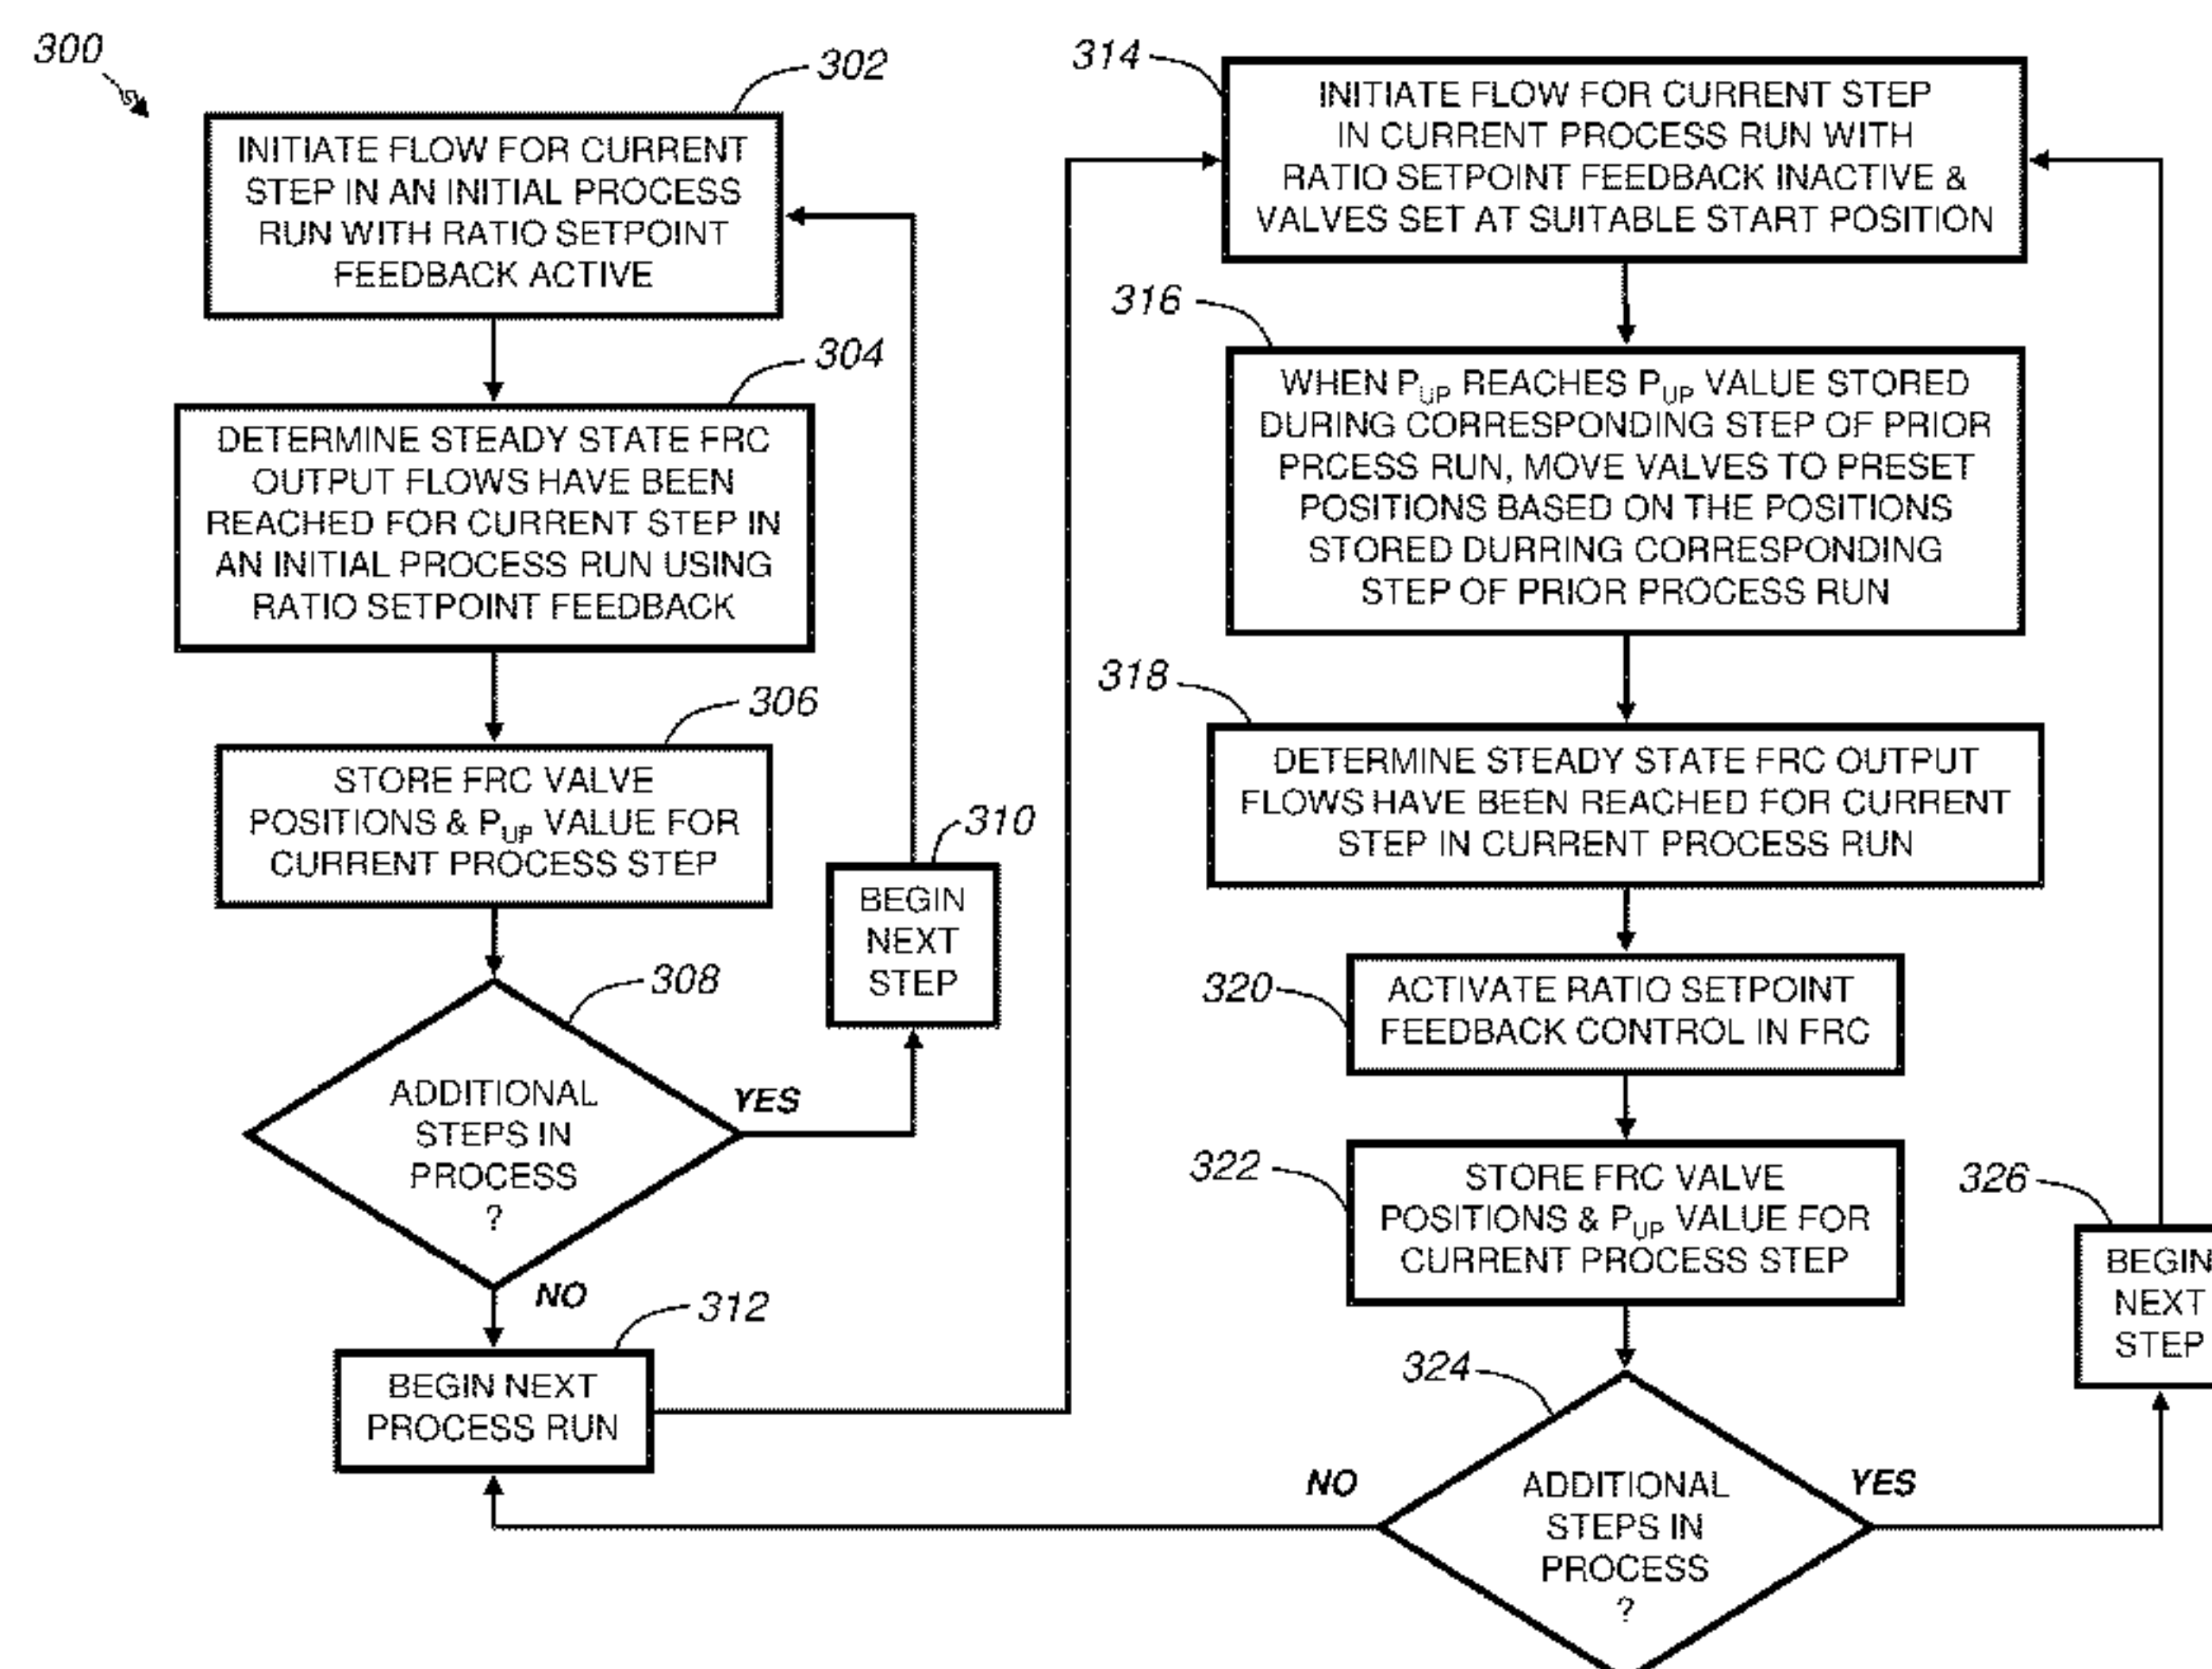 300
302
INITIATE FLOW FOR CURRENT
STEP IN AN INITIAL PROCESS
RUN WITH RATIO SETPOINT
FEEDBACK ACTIVE
304
DETERMINE STEADY STATE FRC
OUTPUT FLOWS HAVE BEEN
REACHED FOR CURRENT STEP IN
AN INITIAL PROCESS RUN USING
RATIO SETPOINT FEEDBACK
306
STORE FRC VALVE
POSITIONS & PUP VALUE FOR
CURRENT PROCESS STEP
308
ADDITIONAL
STEPS IN
PROCESS
?
YES
NO
310
BEGIN
NEXT
STEP
312
BEGIN NEXT
PROCESS RUN
314
INITIATE FLOW FOR CURRENT STEP
IN CURRENT PROCESS RUN WITH
RATIO SETPOINT FEEDBACK INACTIVE &
VALVES SET AT SUITABLE START POSITION
316
WHEN PUP REACHES PUP VALUE STORED
DURING CORRESPONDING STEP OF PRIOR
PRCESS RUN, MOVE VALVES TO PRESET
POSITIONS BASED ON THE POSITIONS
STORED DURRING CORRESPONDING
STEP OF PRIOR PROCESS RUN
318
DETERMINE STEADY STATE FRC OUTPUT
FLOWS HAVE BEEN REACHED FOR CURRENT
STEP IN CURRENT PROCESS RUN
320
ACTIVATE RATIO SETPOINT
FEEDBACK CONTROL IN FRC
322
STORE FRC VALVE
POSITIONS & PUP VALUE FOR
CURRENT PROCESS STEP
324
ADDITIONAL
STEPS IN
PROCESS
?
NO
YES
326
BEGIN
NEXT
STEP